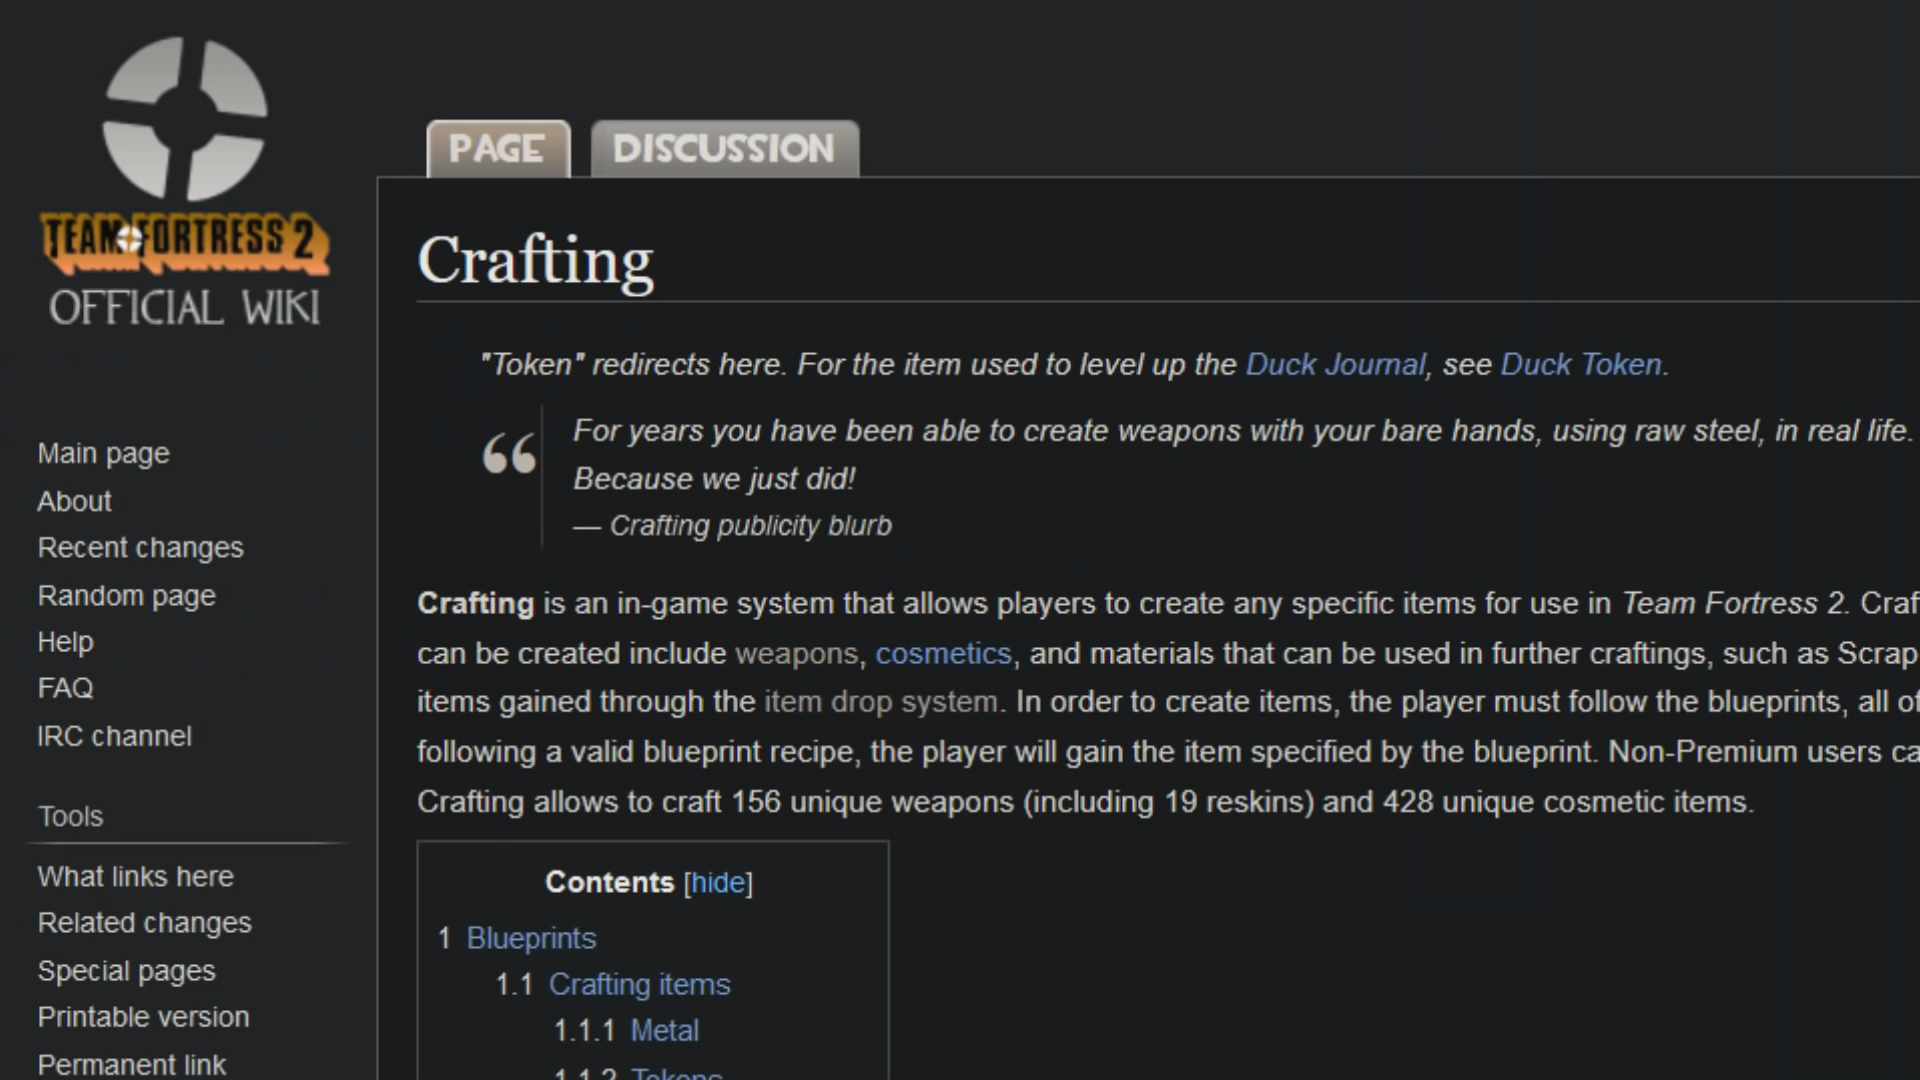 TEAM FORTRESS 2
OFFICIAL WIKI
Main page
About
Recent changes
Random page
Help
FAQ
IRC channel
Tools
What links here
Related changes
Special pages
Printable version
Permanent link
PAGE
DISCUSSION
Crafting
"Token" redirects here. For the item used to level up the Duck Journal, see Duck Token.
“ For years you have been able to create weapons with your bare hands, using raw steel, in real life.
Because we just did!
— Crafting publicity blurb
Crafting is an in-game system that allows players to create any specific items for use in Team Fortress 2. Craf
can be created include weapons, cosmetics, and materials that can be used in further craftings, such as Scrap
items gained through the item drop system. In order to create items, the player must follow the blueprints, all of
following a valid blueprint recipe, the player will gain the item specified by the blueprint. Non-Premium users ca
Crafting allows to craft 156 unique weapons (including 19 reskins) and 428 unique cosmetic items.
Contents [hide]
1 Blueprints
1.1 Crafting items
1.1.1 Metal
1.1.2 Tokens